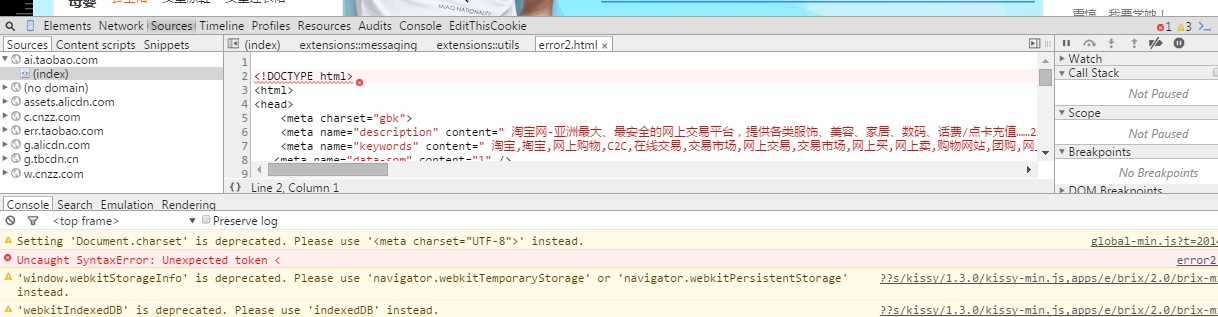 MIAO NATIONALITY
Elements Network Sources Timeline Profiles Resources Audits Console EditThisCookie 1 3
Sources Content scripts Snippets
(index) extensions::messaging extensions::utils error2.html ×
ai.taobao.com
(index)
(no domain)
assets.alicdn.com
c.cnzz.com
err.taobao.com
g.alicdn.com
g.tbcdn.cn
w.cnzz.com
1
2 <!DOCTYPE html>
3 <html>
4 <head>
5 <meta charset="gbk">
6 <meta name="description" content=" 淘宝网-亚洲最大、最安全的网上交易平台，提供各类服饰、美容、家居、数码、话费/点卡充值……2
7 <meta name="keywords" content=" 淘宝,掏宝,网上购物,C2C,在线交易,交易市场,网上交易,交易市场,网上买,网上卖,购物网站,团购,网
8 <meta name="data-spm" content="1" />
9
{} Line 2, Column 1
Watch
Call Stack
Not Paused
Scope
Not Paused
Breakpoints
No Breakpoints
DOM Breakpoints
Console Search Emulation Rendering
<top frame> Preserve log
Setting 'Document.charset' is deprecated. Please use '<meta charset="UTF-8">' instead. global-min.js?t=201
Uncaught SyntaxError: Unexpected token < error2
'window.webkitStorageInfo' is deprecated. Please use 'navigator.webkitTemporaryStorage' or 'navigator.webkitPersistentStorage' ??s/kissy/1.3.0/kissy-min.js,apps/e/brix/2.0/brix-m
instead.
'webkitIndexedDB' is deprecated. Please use 'indexedDB' instead. ??s/kissy/1.3.0/kissy-min.js,apps/e/brix/2.0/brix-m